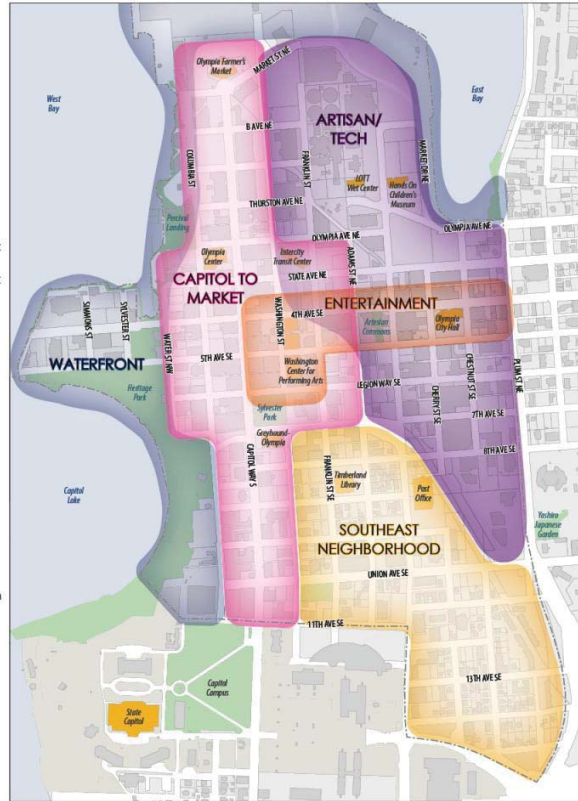 Olympia Farmer's
Market
MARKET ST NE
West
Bay
East
Bay
ARTISAN/
TECH
B AVE NE
COLUMBIA ST
FRANKLIN ST
MARINE DR NE
LOTT
Wet Center
Hands On
Children's
Museum
THURSTON AVE NE
Percival
Landing
OLYMPIA AVE NE
OLYMPIA AVE NE
Olympia
Center
Intercity
Transit Center
ADAMS ST NE
STATE AVE NE
CAPITOL TO
MARKET
ENTERTAINMENT
SIMMONS ST
SYLVESTER ST
WASHINGTON ST
4TH AVE SE
Artesian
Commons
Olympia
City Hall
WATERFRONT
WATER ST NW
5TH AVE SE
Washington
Center for
Performing Arts
LEGION WAY SE
CHERRY ST SE
CHESTNUT ST SE
PLUM ST NE
Heritage
Park
Sylvester
Park
7TH AVE SE
Greyhound-
Olympia
8TH AVE SE
CAPITOL WAY S
FRANKLIN ST SE
Timberland
Library
Post
Office
Capitol
Lake
Yashiro
Japanese
Garden
SOUTHEAST
NEIGHBORHOOD
UNION AVE SE
11TH AVE SE
13TH AVE SE
Capitol
Campus
State
Capitol